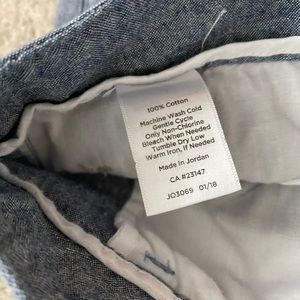 100% Cotton
Machine Wash Cold
Gentle Cycle
Only Non-Chlorine
Bleach When Needed
Tumble Dry Low
Warm Iron, If Needed
Made in Jordan
CA #23147
JO3069 01/18